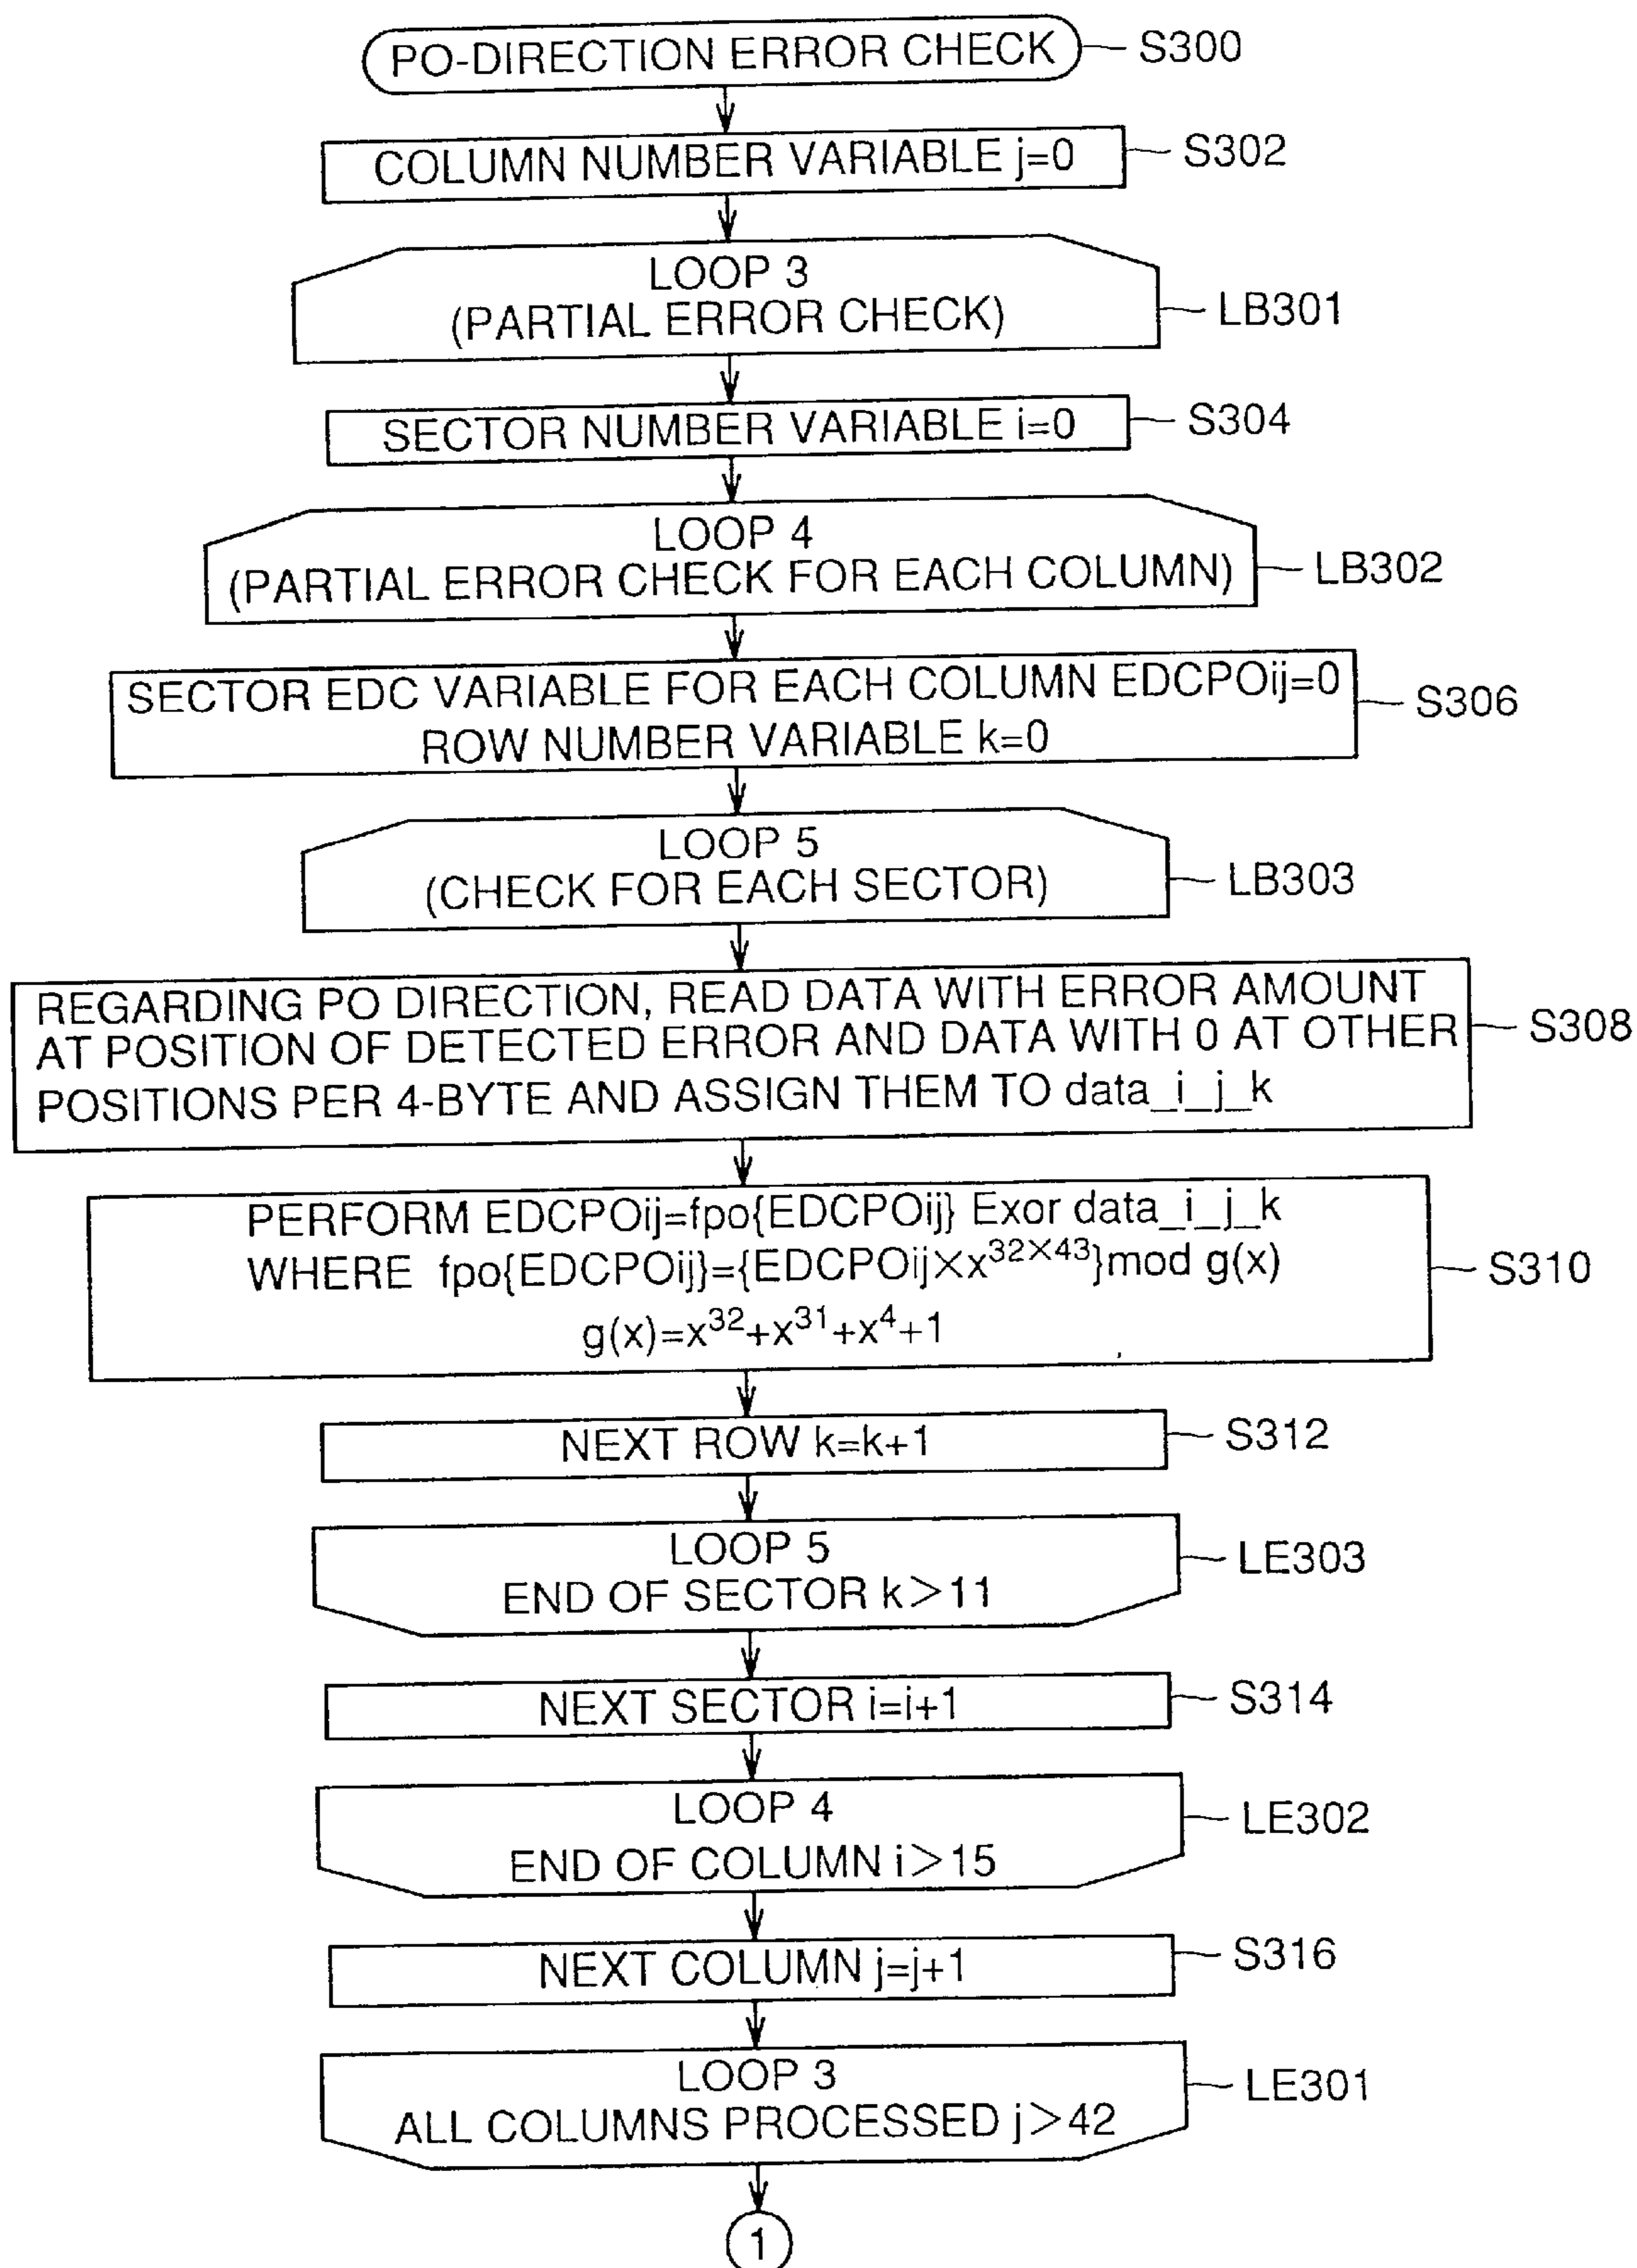 PO-DIRECTION ERROR CHECK S300
COLUMN NUMBER VARIABLE j=0 S302
LOOP 3
(PARTIAL ERROR CHECK) LB301
SECTOR NUMBER VARIABLE i=0 S304
LOOP 4
(PARTIAL ERROR CHECK FOR EACH COLUMN) LB302
SECTOR EDC VARIABLE FOR EACH COLUMN EDCPOij=0 S306
ROW NUMBER VARIABLE k=0
LOOP 5
(CHECK FOR EACH SECTOR) LB303
REGARDING PO DIRECTION, READ DATA WITH ERROR AMOUNT
AT POSITION OF DETECTED ERROR AND DATA WITH 0 AT OTHER S308
POSITIONS PER 4-BYTE AND ASSIGN THEM TO data_i_j_k
PERFORM EDCPOij=fpo{EDCPOij} Exor data_i_j_k
WHERE fpo{EDCPOij}={EDCPOij×x^{32×43}}mod g(x) S310
g(x)=x^{32}+x^{31}+x^{4}+1
NEXT ROW k=k+1 S312
LOOP 5 LE303
END OF SECTOR k>11
NEXT SECTOR i=i+1 S314
LOOP 4 LE302
END OF COLUMN i>15
NEXT COLUMN j=j+1 S316
LOOP 3 LE301
ALL COLUMNS PROCESSED j>42
1